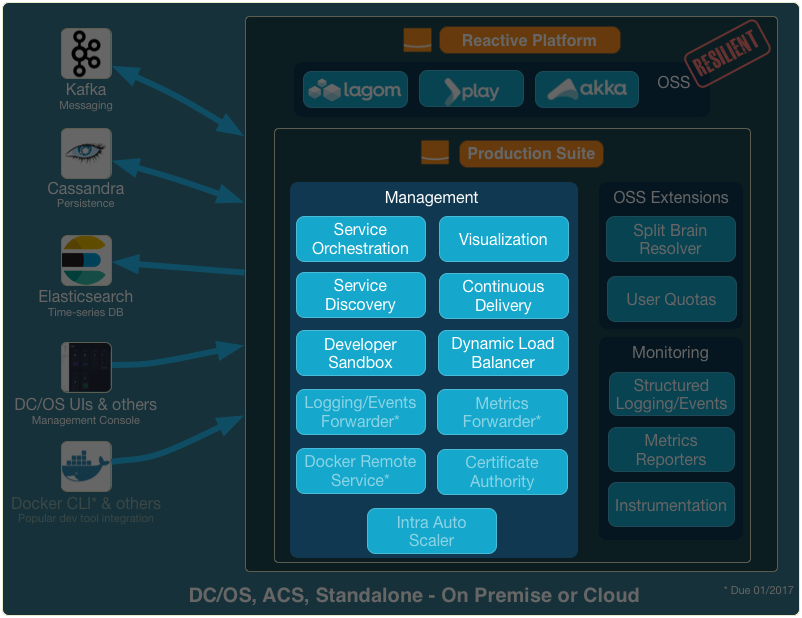 Kafka
Messaging
Cassandra
Persistence
Elasticsearch
Time-series DB
DC/OS UIs & others
Management Console
Docker CLI* & others
Popular dev tool integration
Reactive Platform
RESILIENT
lagom
play
akka
OSS
Production Suite
Management
Service
Orchestration
Visualization
Service
Discovery
Continuous
Delivery
Developer
Sandbox
Dynamic Load
Balancer
Logging/Events
Forwarder*
Metrics
Forwarder*
Docker Remote
Service*
Certificate
Authority
Intra Auto
Scaler
OSS Extensions
Split Brain
Resolver
User Quotas
Monitoring
Structured
Logging/Events
Metrics
Reporters
Instrumentation
DC/OS, ACS, Standalone - On Premise or Cloud
* Due 01/2017